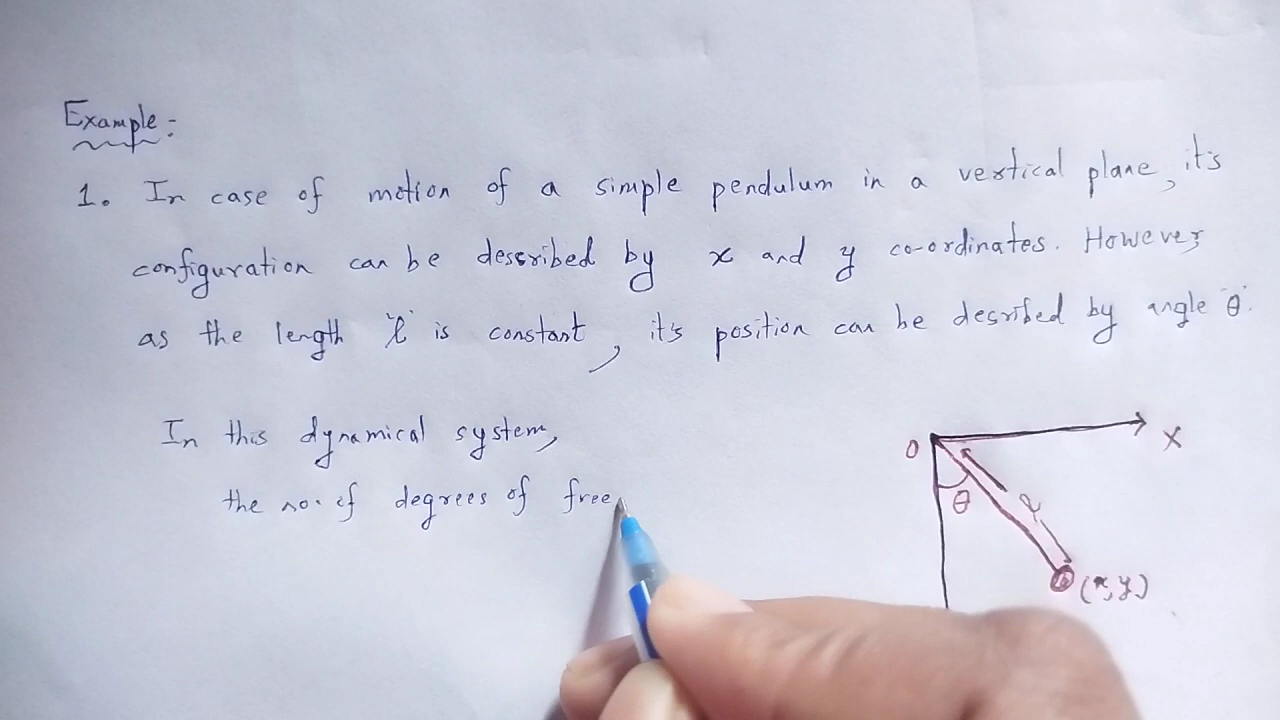 Example:-
1. In case of motion of a simple pendulum in a vertical plane, it's
configuration can be described by x and y co-ordinates. However
as the length 'l' is constant, it's position can be desribed by angle 'θ'.
In this dynamical system,
the no. of degrees of free
O
X
θ
l
(x,y)